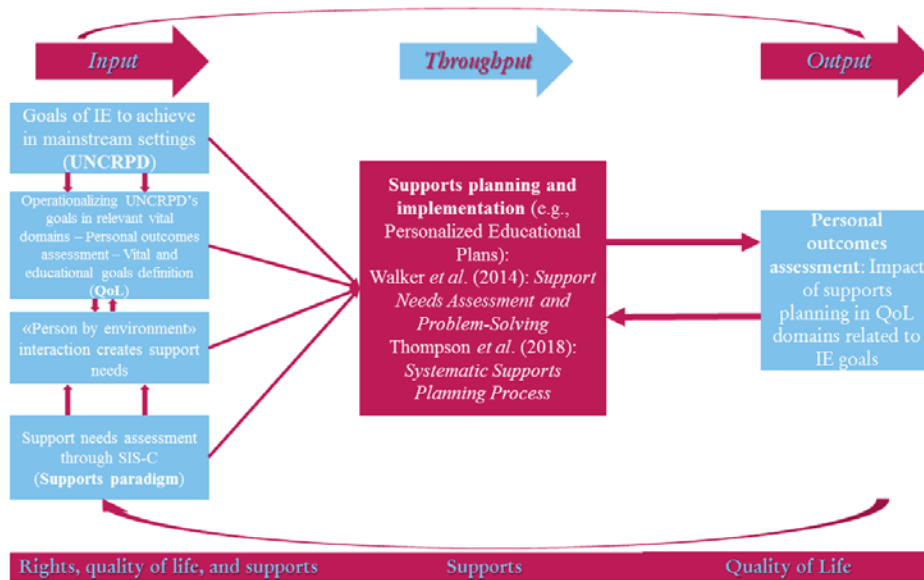 Input
Throughput
Output
Goals of IE to achieve
in mainstream settings
(UNCRPD)
Operationalizing UNCRPD's
goals in relevant vital
domains – Personal outcomes
assessment – Vital and
educational goals definition
(QoL)
«Person by environment»
interaction creates support
needs
Support needs assessment
through SIS-C
(Supports paradigm)
Supports planning and
implementation (e.g.,
Personalized Educational
Plans):
Walker et al. (2014): Support
Needs Assessment and
Problem-Solving
Thompson et al. (2018):
Systematic Supports
Planning Process
Personal
outcomes
assessment: Impact
of supports
planning in QoL
domains related to
IE goals
Rights, quality of life, and supports
Supports
Quality of Life